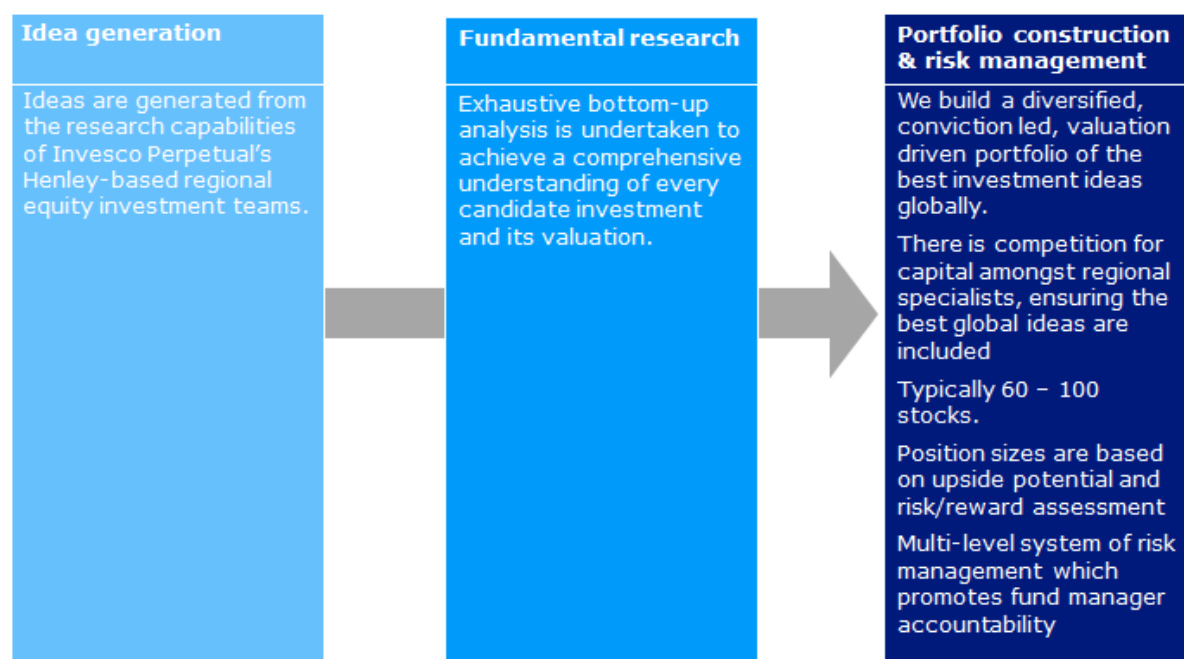 Idea generation
Ideas are generated from
the research capabilities
of Invesco Perpetual's
Henley-based regional
equity investment teams.
Fundamental research
Exhaustive bottom-up
analysis is undertaken to
achieve a comprehensive
understanding of every
candidate investment
and its valuation.
Portfolio construction
& risk management
We build a diversified,
conviction led, valuation
driven portfolio of the
best investment ideas
globally.
There is competition for
capital amongst regional
specialists, ensuring the
best global ideas are
included
Typically 60 – 100
stocks.
Position sizes are based
on upside potential and
risk/reward assessment
Multi-level system of risk
management which
promotes fund manager
accountability